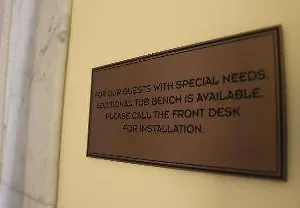 FOR OUR GUESTS WITH SPECIAL NEEDS,
ADDITIONAL TUB BENCH IS AVAILABLE.
PLEASE CALL THE FRONT DESK
FOR INSTALLATION.